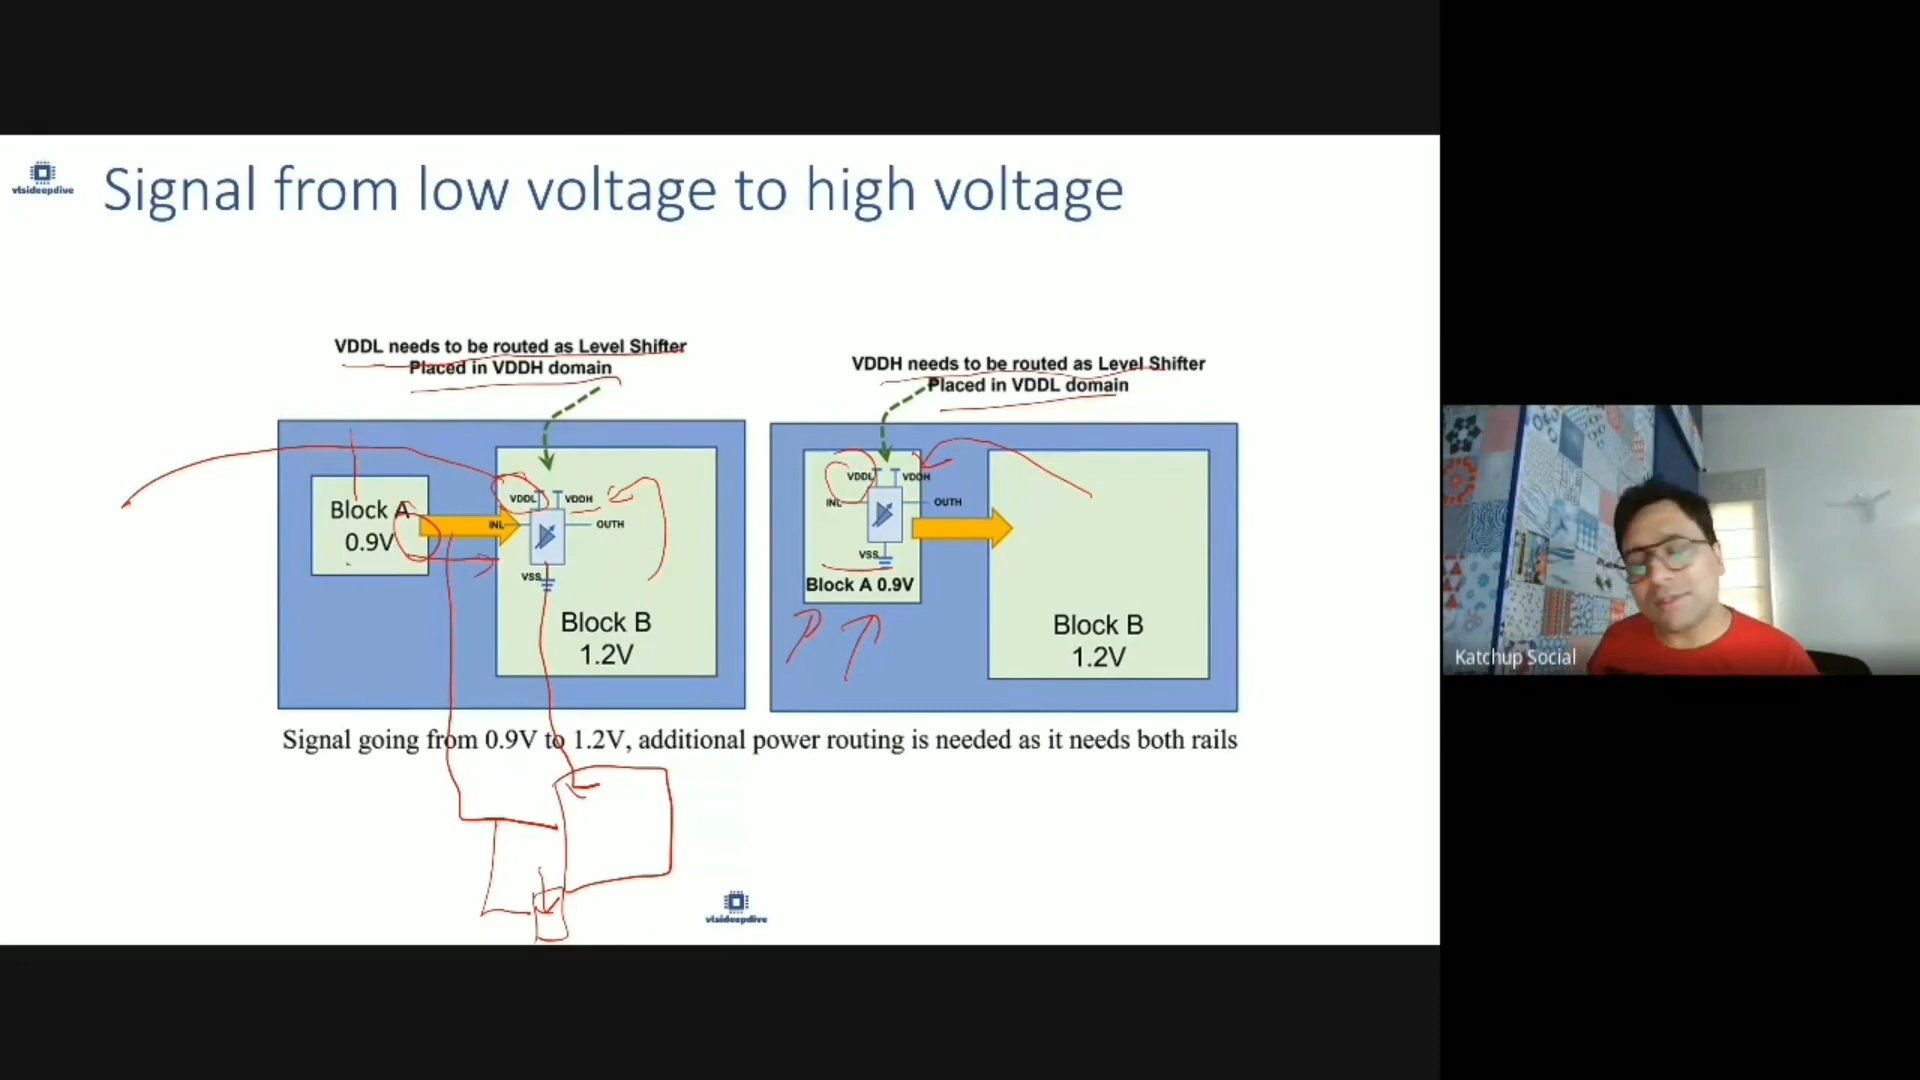 vlsideepdive
Signal from low voltage to high voltage
VDDL needs to be routed as Level Shifter
Placed in VDDH domain
VDDH needs to be routed as Level Shifter
Placed in VDDL domain
Block A
0.9V
VDDL
VDDH
INL
OUTH
VSS
Block B
1.2V
VDDL
VDDH
INL
OUTH
VSS
Block A 0.9V
Block B
1.2V
Signal going from 0.9V to 1.2V, additional power routing is needed as it needs both rails
vlsideepdive
Katchup Social